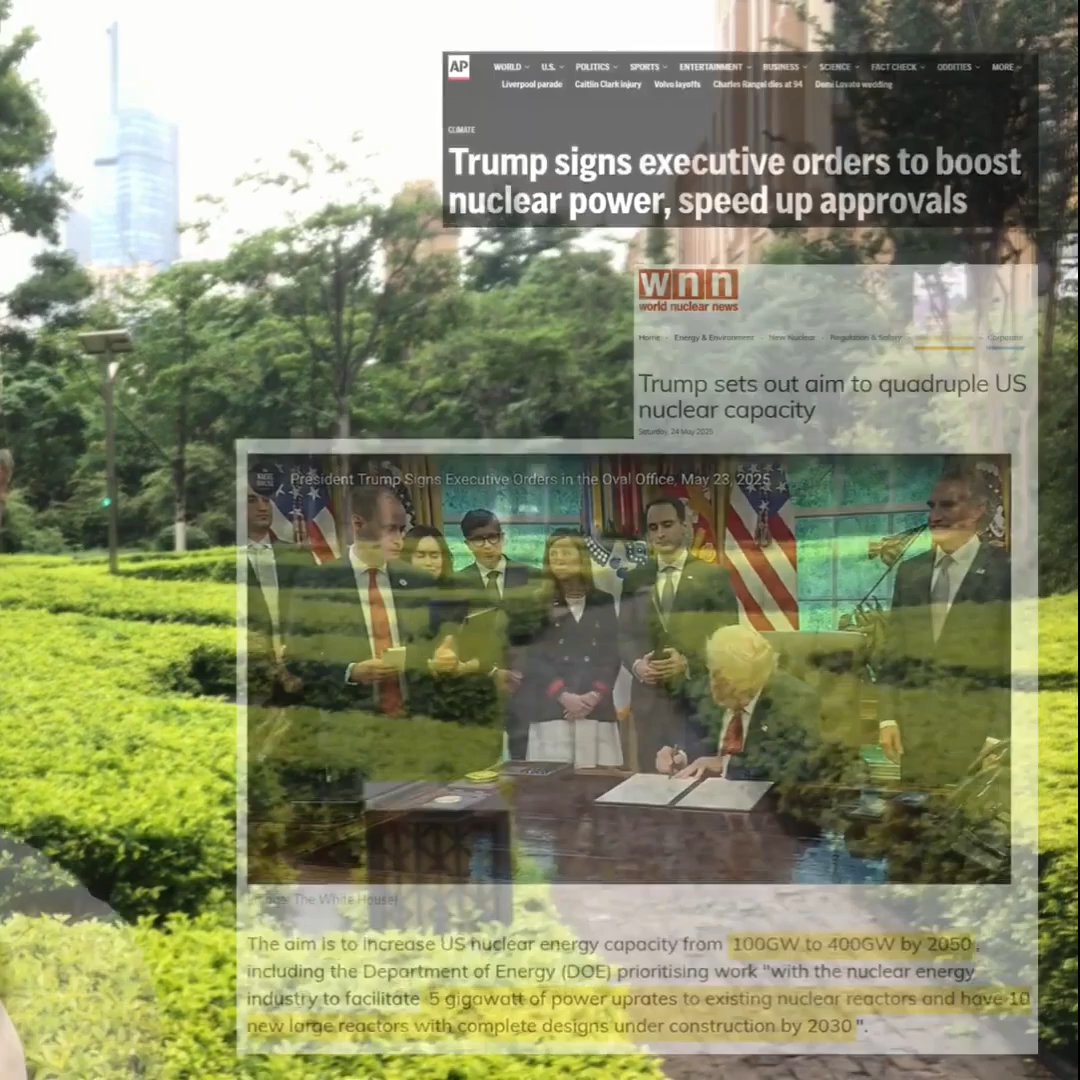 AP WORLD U.S. POLITICS SPORTS ENTERTAINMENT BUSINESS SCIENCE FACT CHECK ODDITIES MORE
Liverpool parade Caitlin Clark injury Volvo layoffs Charles Rangel dies at 94 Demi Lovato wedding
CLIMATE
Trump signs executive orders to boost
nuclear power, speed up approvals
wnn
world nuclear news
Home Energy & Environment New Nuclear Regulation & Safety Corporate
Trump sets out aim to quadruple US
nuclear capacity
Saturday, 24 May 2025
President Trump Signs Executive Orders in the Oval Office, May 23, 2025
The White House)
The aim is to increase US nuclear energy capacity from 100GW to 400GW by 2050,
including the Department of Energy (DOE) prioritising work "with the nuclear energy
industry to facilitate 5 gigawatt of power uprates to existing nuclear reactors and have 10
new large reactors with complete designs under construction by 2030".